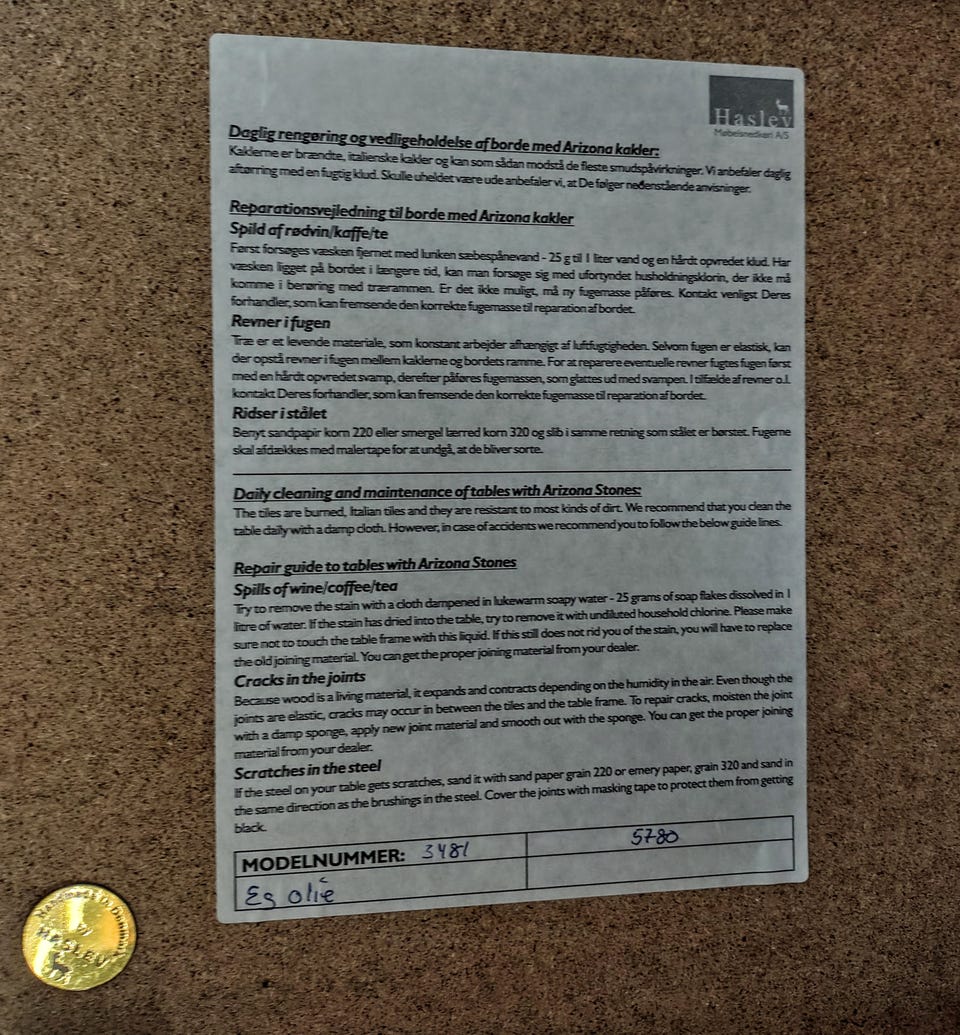 Haslev
Møbelsnedkeri A/S
Daglig rengøring og vedligeholdelse af borde med Arizona kakler:
Kaklerne er brændte, italienske kakler og kan som sådan modstå de fleste smudspåvirkninger. Vi anbefaler daglig
aftørring med en fugtig klud. Skulle uheldet være ude anbefaler vi, at De følger nedenstående anvisninger.
Reparationsvejledning til borde med Arizona kakler
Spild af rødvin/kaffe/te
Først forsøges væsken fjernet med lunken sæbespånevand - 25 g til 1 liter vand og en hårdt opvredet klud. Har
væsken ligget på bordet i længere tid, kan man forsøge sig med ufortyndet husholdningsklorin, der ikke må
komme i berøring med trærammen. Er det ikke muligt, må ny fugemasse påføres. Kontakt venligst Deres
forhandler, som kan fremsende den korrekte fugemasse til reparation af bordet.
Revner i fugen
Træ er et levende materiale, som konstant arbejder afhængigt af luftfugtigheden. Selvom fugen er elastisk, kan
der opstå revner i fugen mellem kaklerne og bordets ramme. For at reparere eventuelle revner fugtes fugen først
med en hårdt opvredet svamp, derefter påføres fugemassen, som glattes ud med svampen. I tilfælde af revner o.l.
kontakt Deres forhandler, som kan fremsende den korrekte fugemasse til reparation af bordet.
Ridser i stålet
Benyt sandpapir korn 220 eller smergel lærred korn 320 og slib i samme retning som stålet er børstet. Fugerne
skal afdækkes med malertape for at undgå, at de bliver sorte.
Daily cleaning and maintenance of tables with Arizona Stones:
The tiles are burned, Italian tiles and they are resistant to most kinds of dirt. We recommend that you clean the
table daily with a damp cloth. However, in case of accidents we recommend you to follow the below guide lines.
Repair guide to tables with Arizona Stones
Spills of wine/coffee/tea
Try to remove the stain with a cloth dampened in lukewarm soapy water - 25 grams of soap flakes dissolved in 1
litre of water. If the stain has dried into the table, try to remove it with undiluted household chlorine. Please make
sure not to touch the table frame with this liquid. If this still does not rid you of the stain, you will have to replace
the old joining material. You can get the proper joining material from your dealer.
Cracks in the joints
Because wood is a living material, it expands and contracts depending on the humidity in the air. Even though the
joints are elastic, cracks may occur in between the tiles and the table frame. To repair cracks, moisten the joint
with a damp sponge, apply new joint material and smooth out with the sponge. You can get the proper joining
material from your dealer.
Scratches in the steel
If the steel on your table gets scratches, sand it with sand paper grain 220 or emery paper, grain 320 and sand in
the same direction as the brushings in the steel. Cover the joints with masking tape to protect them from getting
black.
MODELNUMMER: 3481 5780
Eg olie
Handmade in Denmark
by
HASLEV